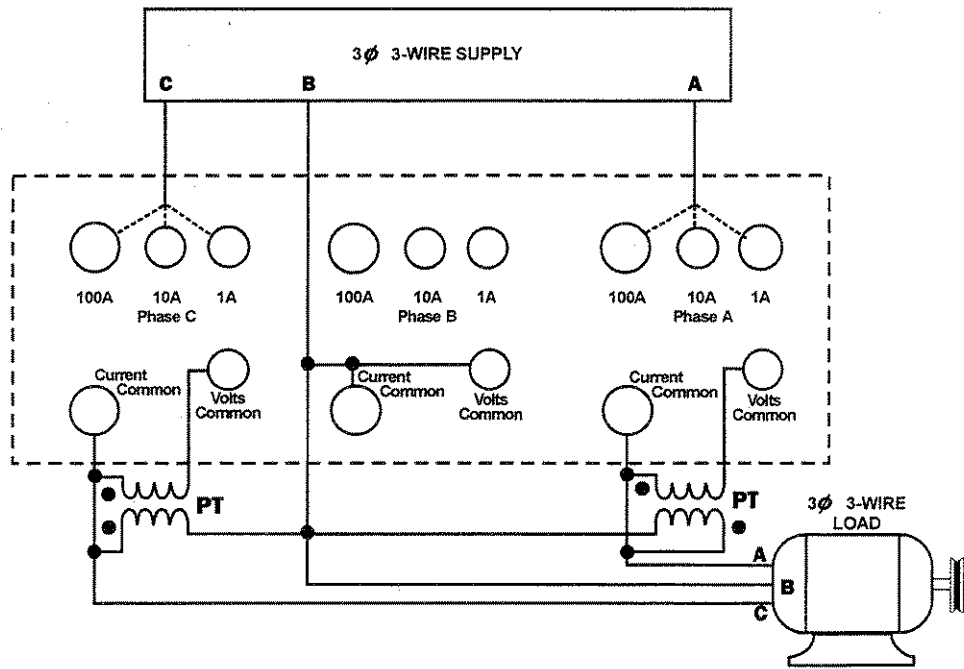 3φ 3-WIRE SUPPLY
C B A
100A 10A 1A
Phase C
100A 10A 1A
Phase B
100A 10A 1A
Phase A
Current
Common
Volts
Common
Current
Common
Volts
Common
Current
Common
Volts
Common
PT
PT
3φ 3-WIRE
LOAD
A
B
C